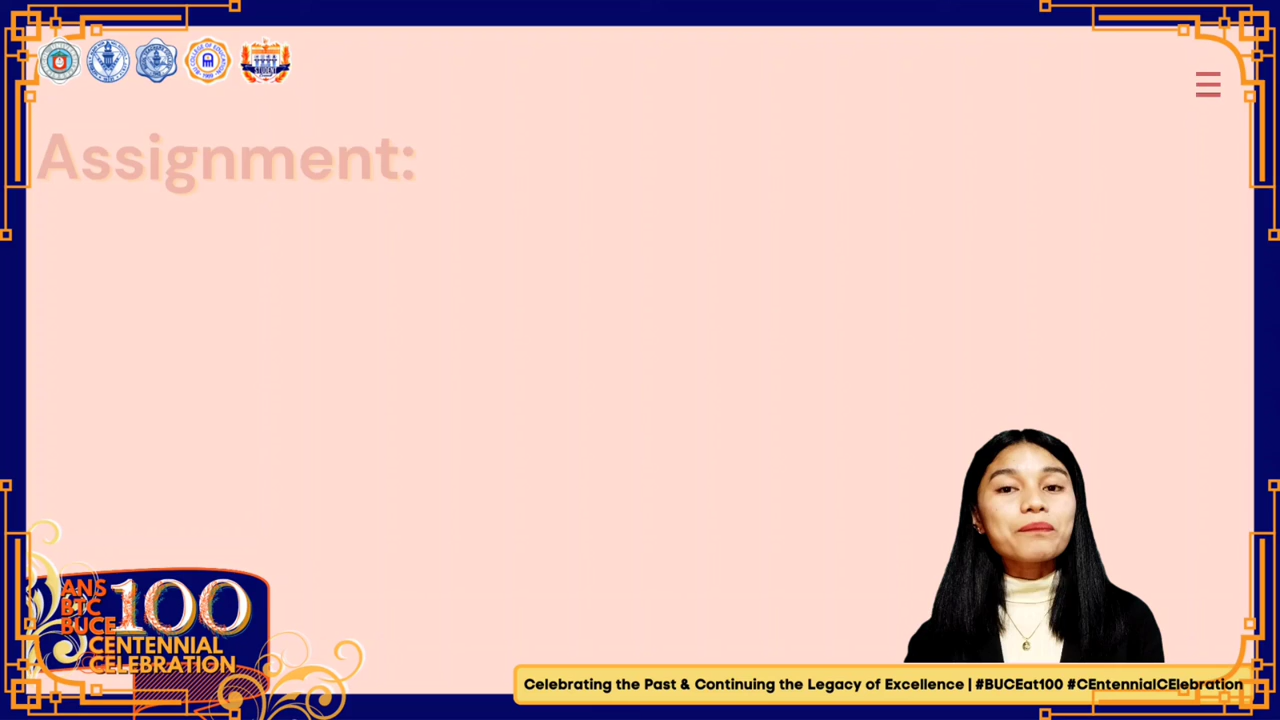 Assignment:
ANS
BTC
BUCE
100
CENTENNIAL
CELEBRATION
Celebrating the Past & Continuing the Legacy of Excellence | #BUCEat100 #CEntennialCElebration